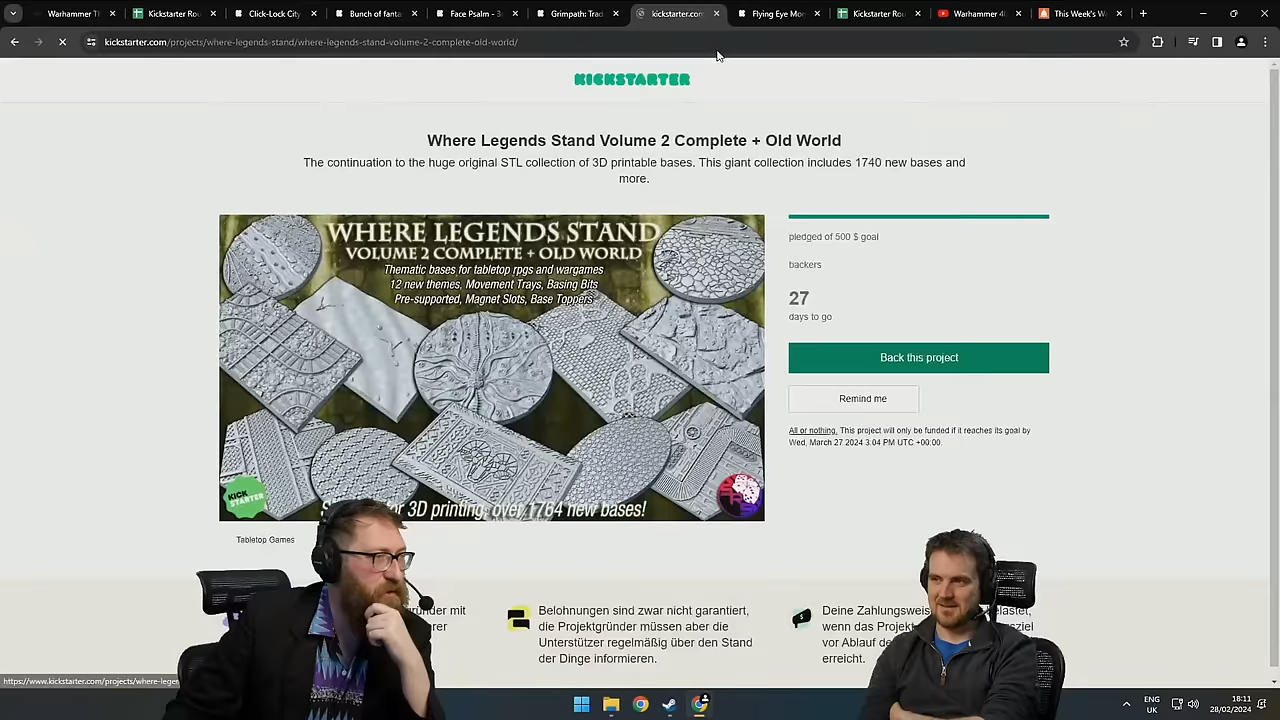 Warhammer T
Kickstarter Rou
Click-Lock City
Bunch of fantas
Face Psalm - 3
Grimpath: Trad
kickstarter.com
Flying Eye Mo
Kickstarter Rou
Warhammer 4
This Week's W
kickstarter.com/projects/where-legends-stand/where-legends-stand-volume-2-complete-old-world/
KICKSTARTER
Where Legends Stand Volume 2 Complete + Old World
The continuation to the huge original STL collection of 3D printable bases. This giant collection includes 1740 new bases and
more.
WHERE LEGENDS STAND
VOLUME 2 COMPLETE + OLD WORLD
Thematic bases for tabletop rpgs and wargames
12 new themes, Movement Trays, Basing Bits
Pre-supported, Magnet Slots, Base Toppers
KICK
STARTER
for 3D printing, over 1764 new bases!
pledged of 500 $ goal
backers
27
days to go
Back this project
Remind me
All or nothing. This project will only be funded if it reaches its goal by
Wed, March 27 2024 3:04 PM UTC +00:00.
Tabletop Games
mit
Belohnungen sind zwar nicht garantiert,
die Projektgründer müssen aber die
Unterstützer regelmäßig über den Stand
der Dinge informieren.
Deine Zahlungsweis
wenn das Projek
vor Ablauf de
erreicht.
https://www.kickstarter.com/projects/where-leger
ENG
UK
18:11
28/02/2024